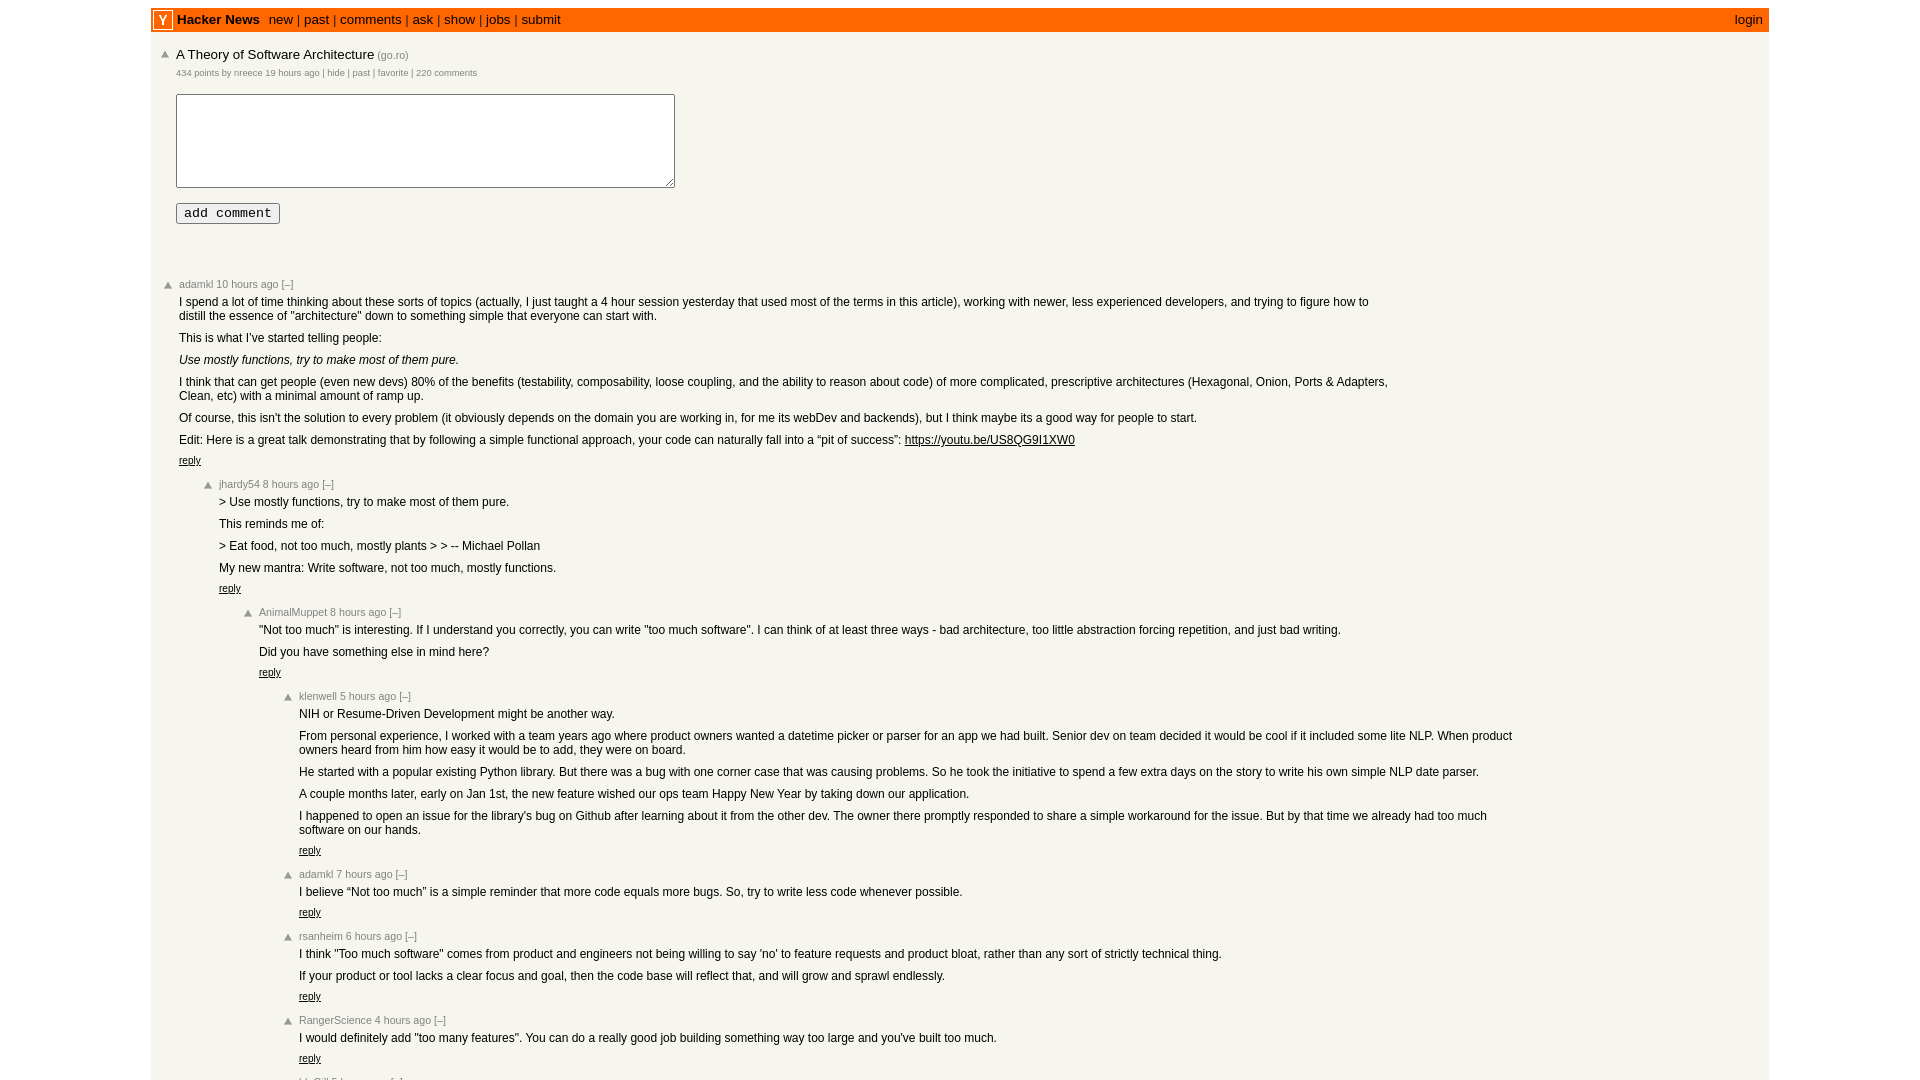 Y Hacker News new | past | comments | ask | show | jobs | submit login
A Theory of Software Architecture (go.ro)
434 points by nreece 19 hours ago | hide | past | favorite | 220 comments
add comment
adamkl 10 hours ago [–]
I spend a lot of time thinking about these sorts of topics (actually, I just taught a 4 hour session yesterday that used most of the terms in this article), working with newer, less experienced developers, and trying to figure how to
distill the essence of "architecture" down to something simple that everyone can start with.
This is what I’ve started telling people:
Use mostly functions, try to make most of them pure.
I think that can get people (even new devs) 80% of the benefits (testability, composability, loose coupling, and the ability to reason about code) of more complicated, prescriptive architectures (Hexagonal, Onion, Ports & Adapters,
Clean, etc) with a minimal amount of ramp up.
Of course, this isn't the solution to every problem (it obviously depends on the domain you are working in, for me its webDev and backends), but I think maybe its a good way for people to start.
Edit: Here is a great talk demonstrating that by following a simple functional approach, your code can naturally fall into a “pit of success”: https://youtu.be/US8QG9I1XW0
reply
jhardy54 8 hours ago [–]
> Use mostly functions, try to make most of them pure.
This reminds me of:
> Eat food, not too much, mostly plants > > -- Michael Pollan
My new mantra: Write software, not too much, mostly functions.
reply
AnimalMuppet 8 hours ago [–]
"Not too much" is interesting. If I understand you correctly, you can write "too much software". I can think of at least three ways - bad architecture, too little abstraction forcing repetition, and just bad writing.
Did you have something else in mind here?
reply
klenwell 5 hours ago [–]
NIH or Resume-Driven Development might be another way.
From personal experience, I worked with a team years ago where product owners wanted a datetime picker or parser for an app we had built. Senior dev on team decided it would be cool if it included some lite NLP. When product
owners heard from him how easy it would be to add, they were on board.
He started with a popular existing Python library. But there was a bug with one corner case that was causing problems. So he took the initiative to spend a few extra days on the story to write his own simple NLP date parser.
A couple months later, early on Jan 1st, the new feature wished our ops team Happy New Year by taking down our application.
I happened to open an issue for the library's bug on Github after learning about it from the other dev. The owner there promptly responded to share a simple workaround for the issue. But by that time we already had too much
software on our hands.
reply
adamkl 7 hours ago [–]
I believe “Not too much” is a simple reminder that more code equals more bugs. So, try to write less code whenever possible.
reply
rsanheim 6 hours ago [–]
I think "Too much software" comes from product and engineers not being willing to say 'no' to feature requests and product bloat, rather than any sort of strictly technical thing.
If your product or tool lacks a clear focus and goal, then the code base will reflect that, and will grow and sprawl endlessly.
reply
RangerScience 4 hours ago [–]
I would definitely add "too many features". You can do a really good job building something way too large and you've built too much.
reply